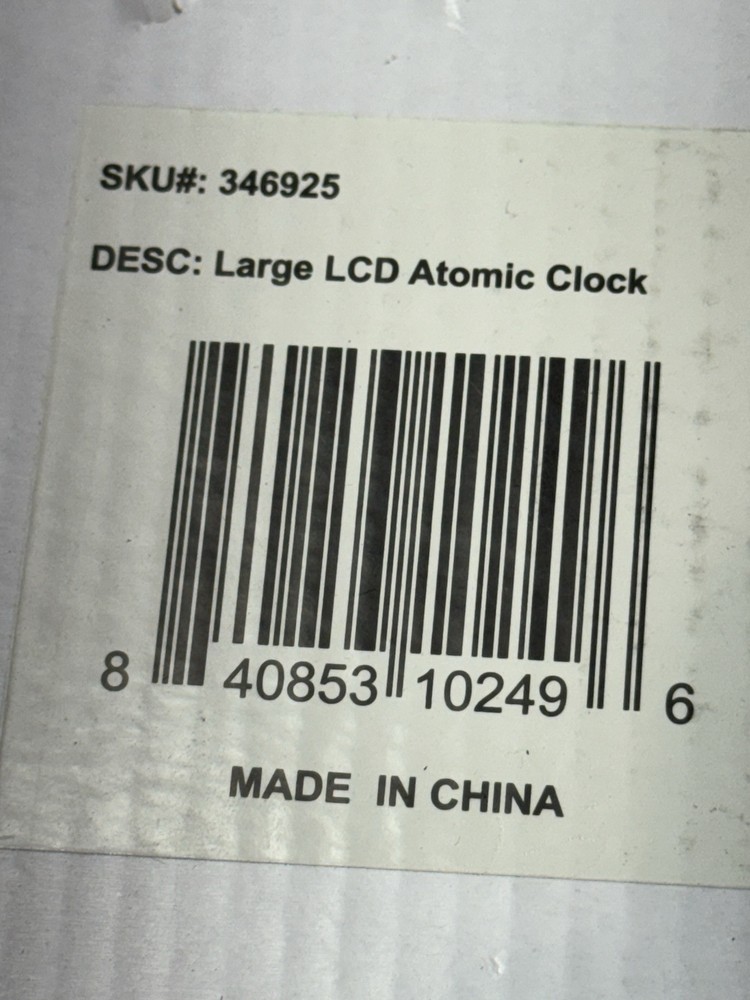 SKU#: 346925
DESC: Large LCD Atomic Clock
8 40853 10249 6
MADE IN CHINA